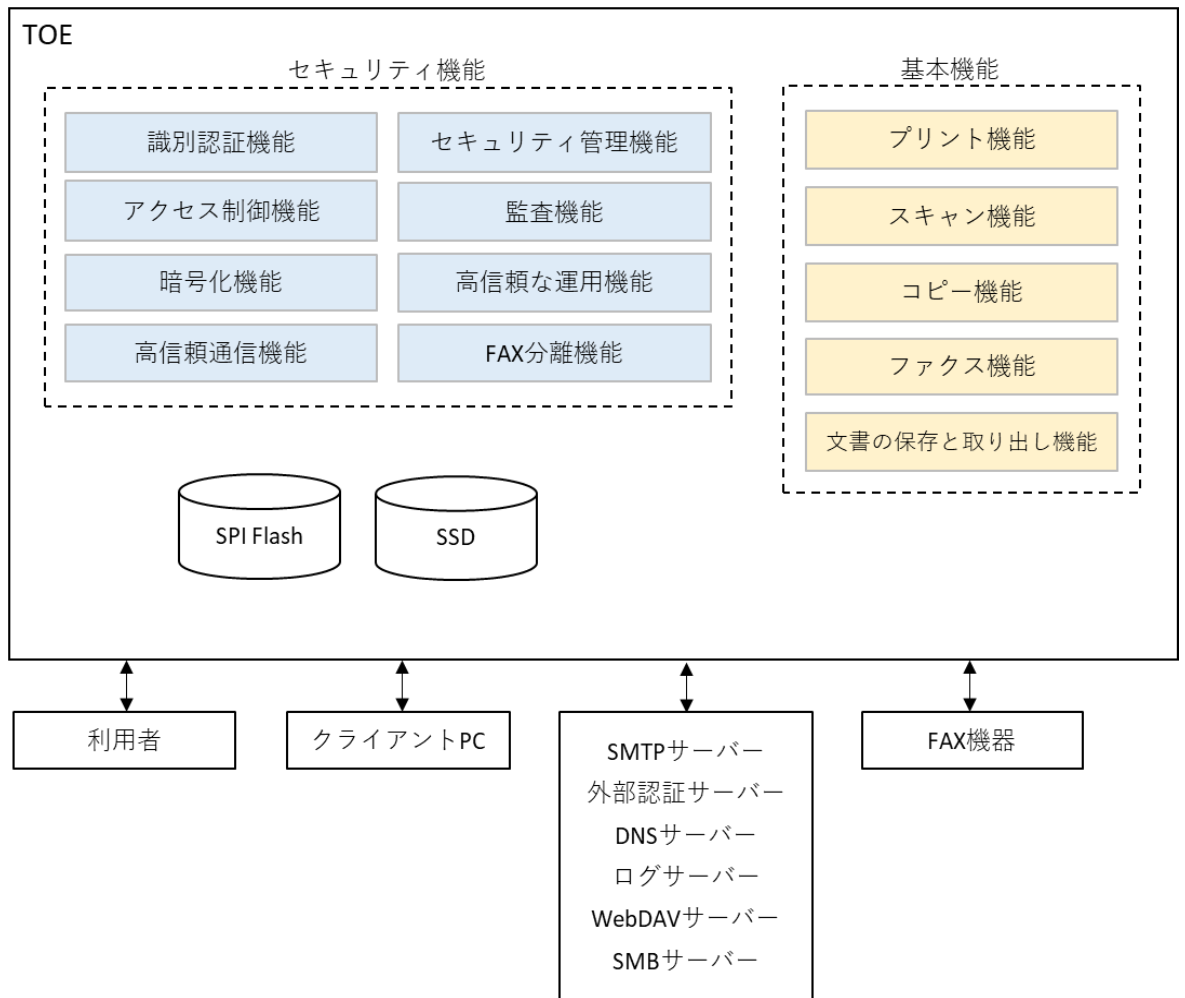 TOE
セキュリティ機能
識別認証機能
セキュリティ管理機能
アクセス制御機能
監査機能
暗号化機能
高信頼な運用機能
高信頼通信機能
FAX分離機能
基本機能
プリント機能
スキャン機能
コピー機能
ファクス機能
文書の保存と取り出し機能
SPI Flash
SSD
利用者
クライアントPC
SMTPサーバー
外部認証サーバー
DNSサーバー
ログサーバー
WebDAVサーバー
SMBサーバー
FAX機器